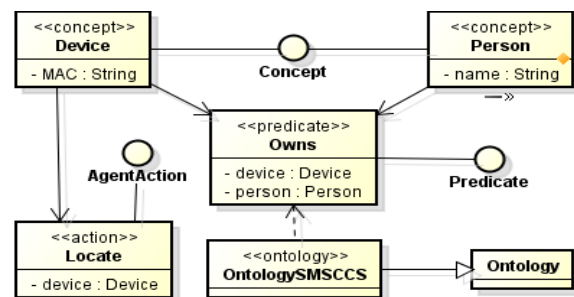 <<concept>>
Device
- MAC : String
Concept
<<concept>>
Person
- name : String
<<predicate>>
Owns
- device : Device
- person : Person
Predicate
AgentAction
<<action>>
Locate
- device : Device
<<ontology>>
OntologySMSCCS
Ontology